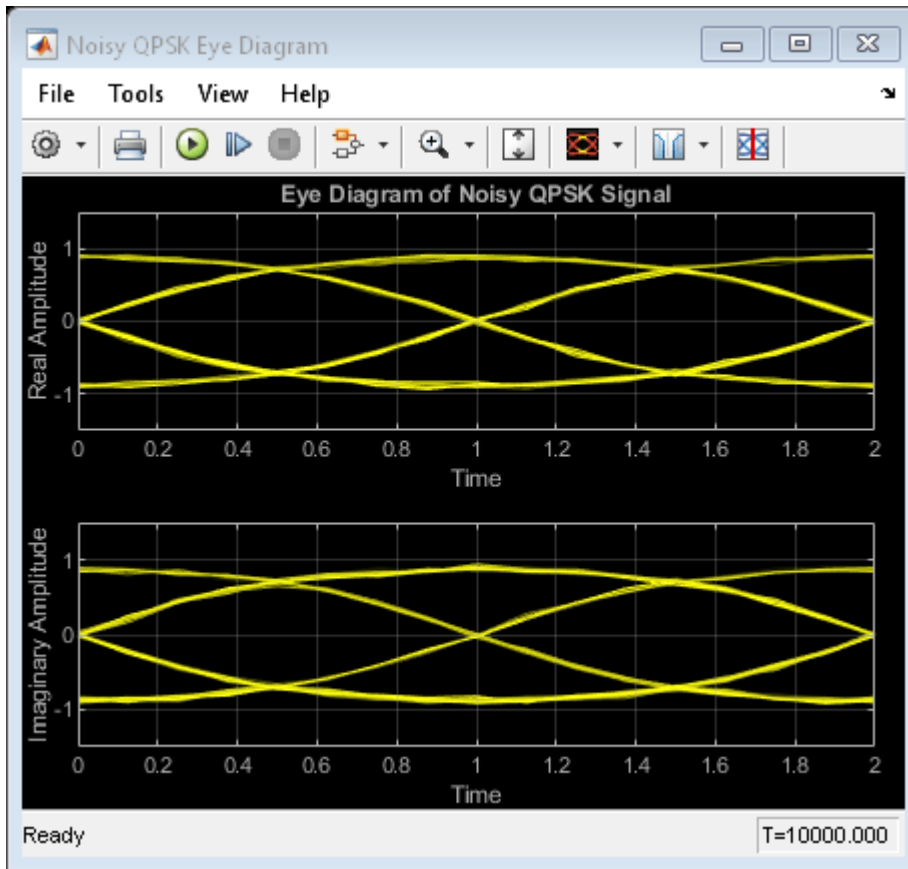 Noisy QPSK Eye Diagram
File Tools View Help
Eye Diagram of Noisy QPSK Signal
Real Amplitude
1
0
-1
0 0.2 0.4 0.6 0.8 1 1.2 1.4 1.6 1.8 2
Time
Imaginary Amplitude
1
0
-1
0 0.2 0.4 0.6 0.8 1 1.2 1.4 1.6 1.8 2
Time
Ready T=10000.000